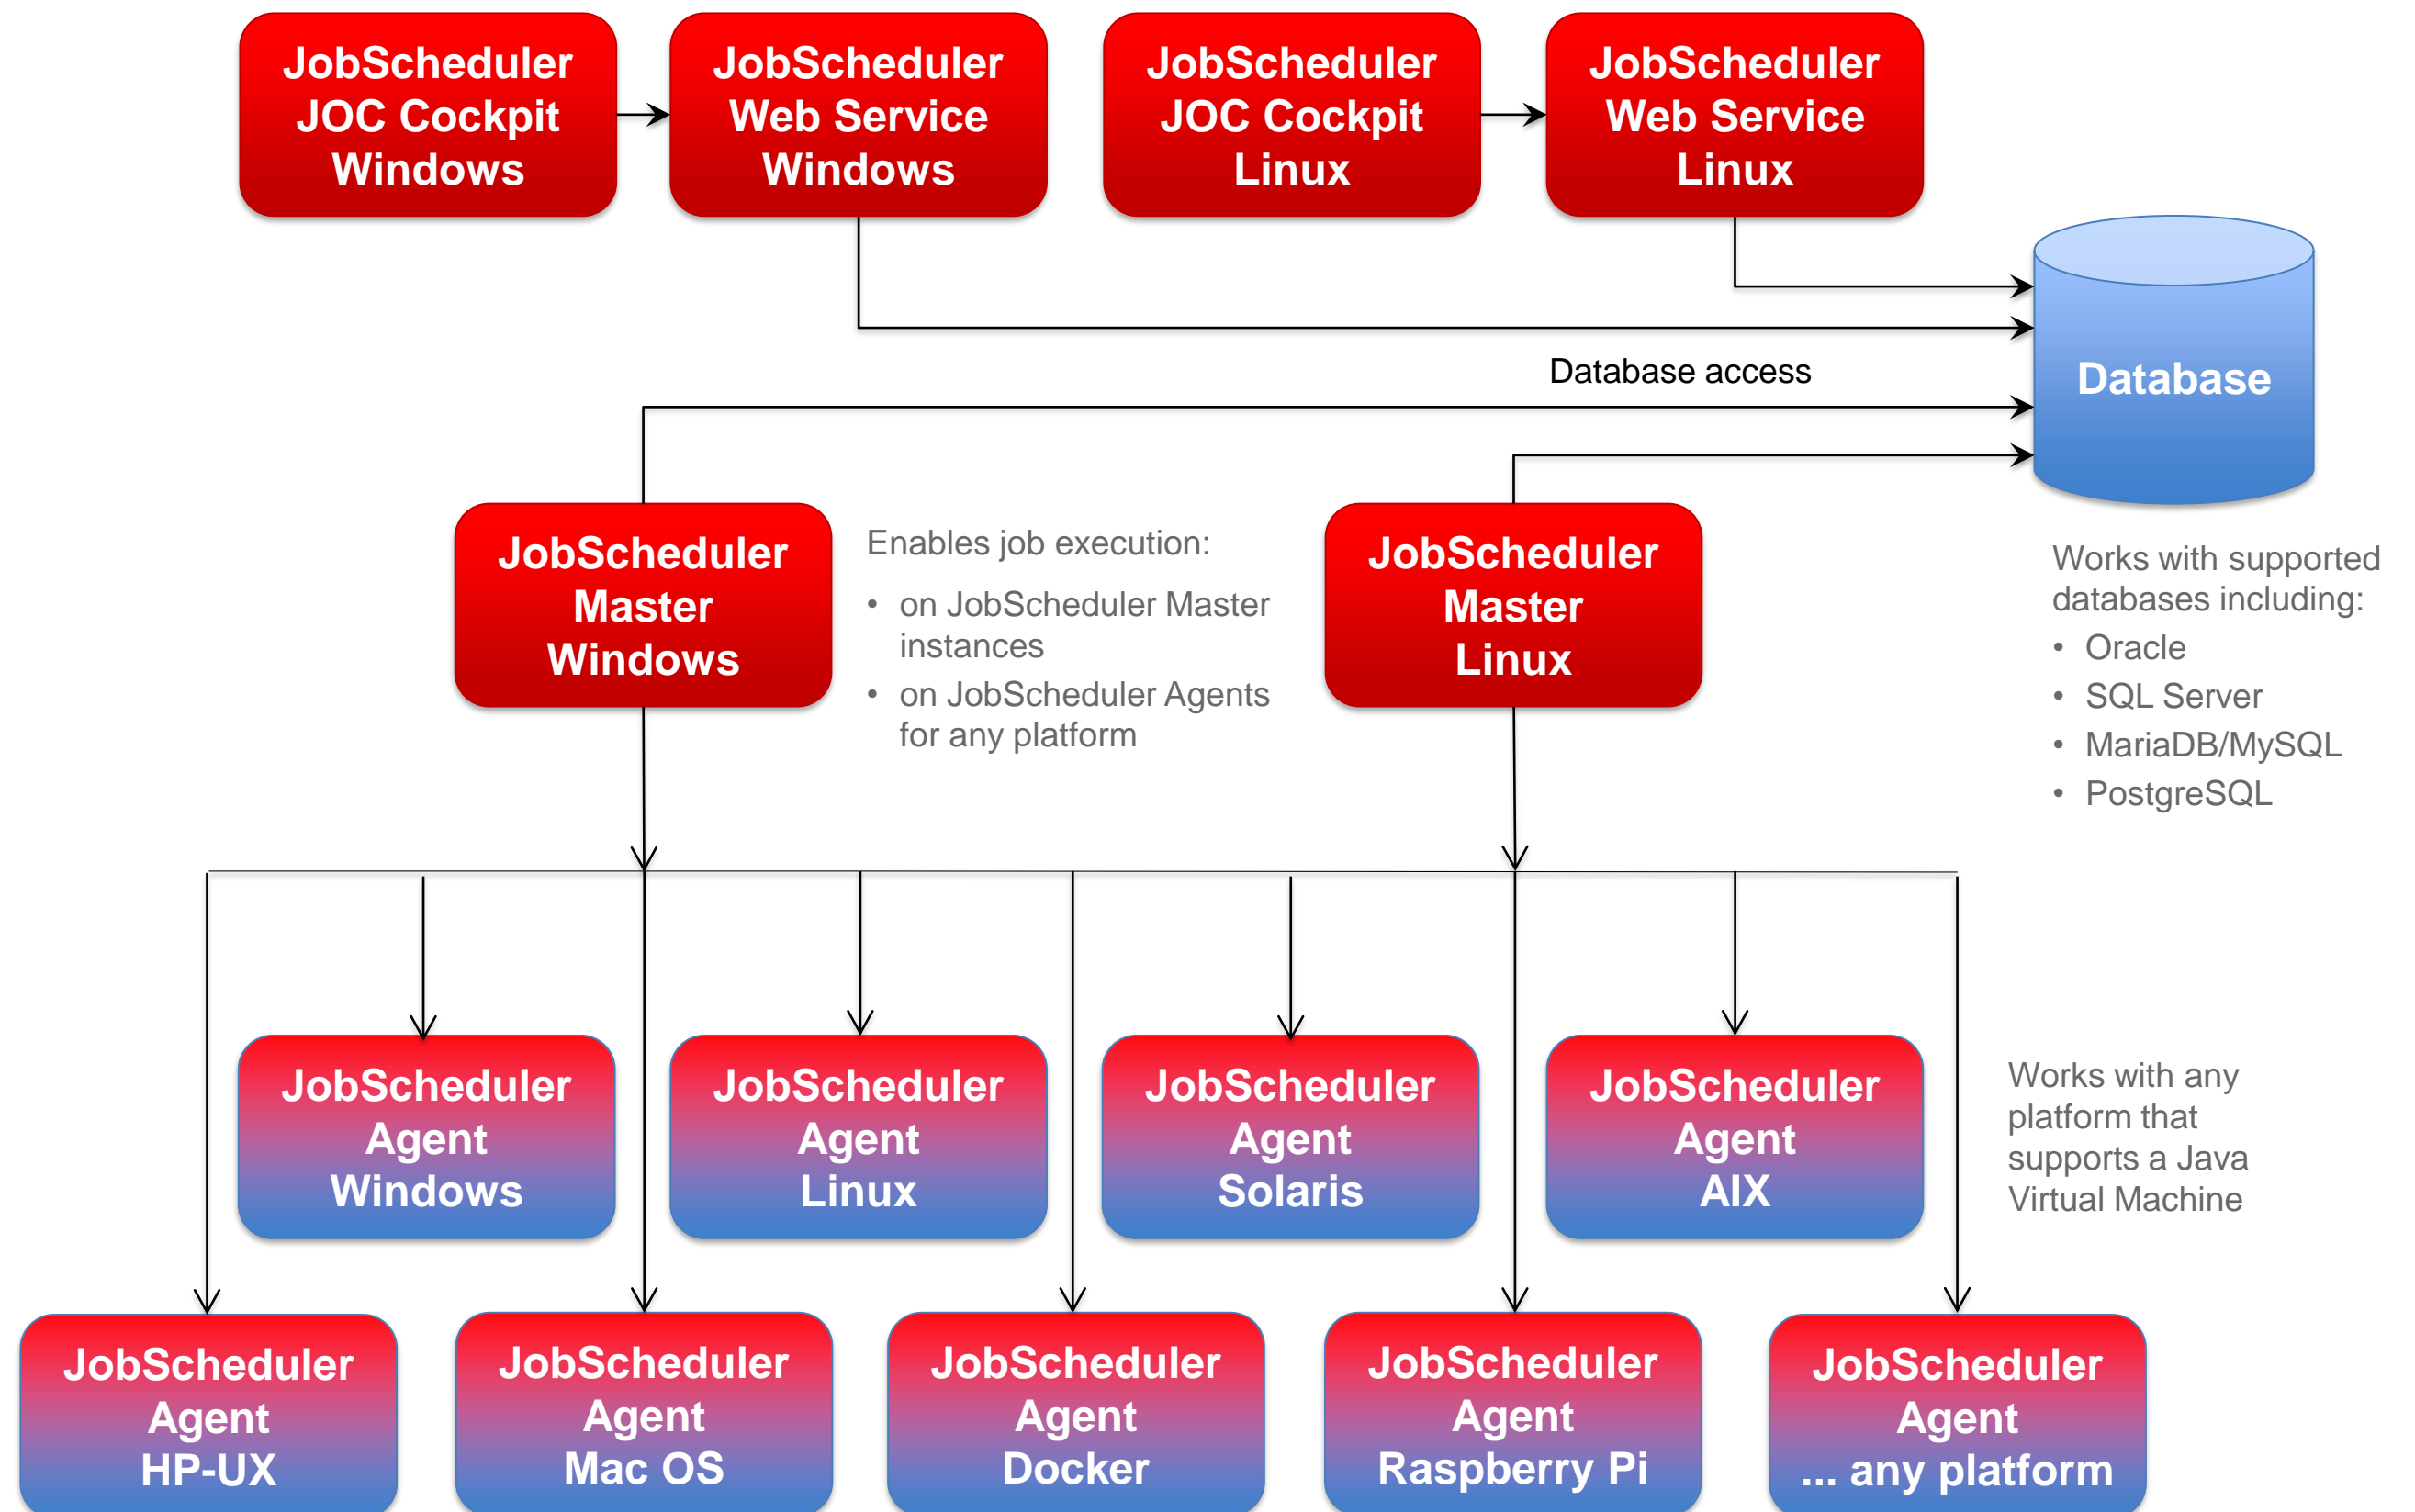 JobScheduler
JOC Cockpit
Windows
JobScheduler
Web Service
Windows
JobScheduler
JOC Cockpit
Linux
JobScheduler
Web Service
Linux
Database access
Database
JobScheduler
Master
Windows
Enables job execution:
• on JobScheduler Master
instances
• on JobScheduler Agents
for any platform
JobScheduler
Master
Linux
Works with supported
databases including:
• Oracle
• SQL Server
• MariaDB/MySQL
• PostgreSQL
JobScheduler
Agent
Windows
JobScheduler
Agent
Linux
JobScheduler
Agent
Solaris
JobScheduler
Agent
AIX
Works with any
platform that
supports a Java
Virtual Machine
JobScheduler
Agent
HP-UX
JobScheduler
Agent
Mac OS
JobScheduler
Agent
Docker
JobScheduler
Agent
Raspberry Pi
JobScheduler
Agent
... any platform